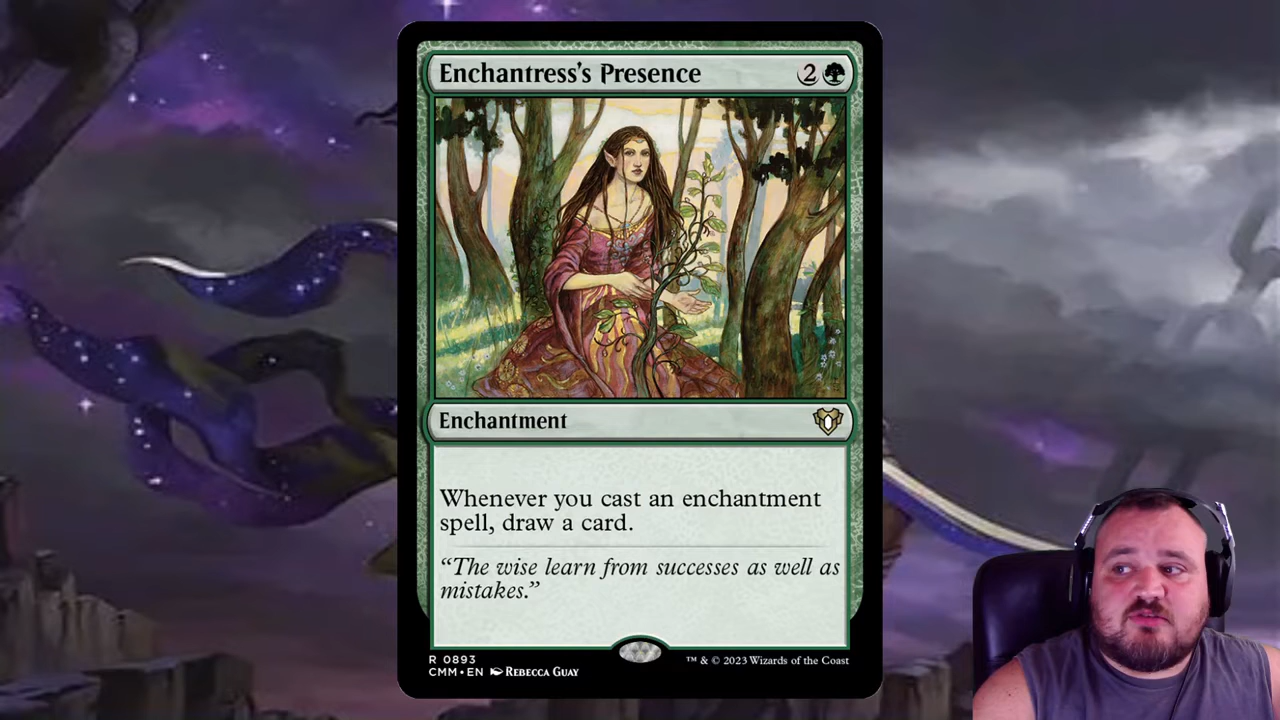 Enchantress's Presence 2
Enchantment
Whenever you cast an enchantment
spell, draw a card.
“The wise learn from successes as well as
mistakes.”
R 0893
CMM • EN Rebecca Guay
™ & © 2023 Wizards of the Coast